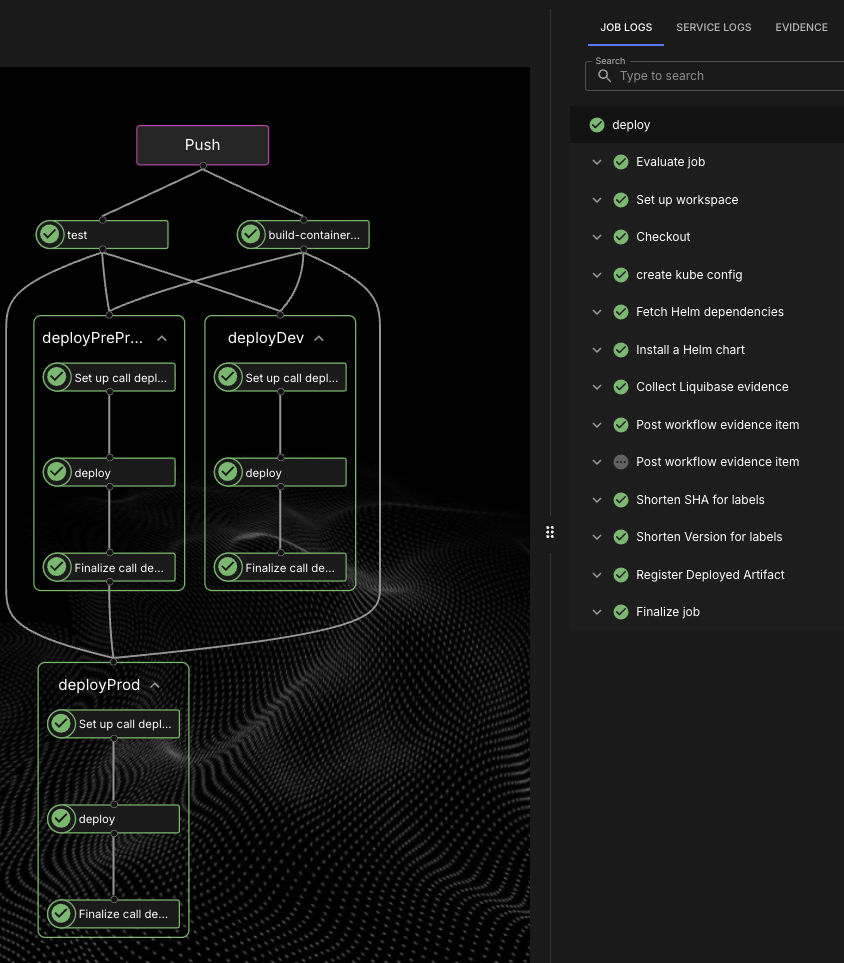 JOB LOGS
SERVICE LOGS
EVIDENCE
Search
Type to search
Push
test
build-container...
deployPrePr...
Set up call depl...
deploy
Finalize call de...
deployDev
Set up call depl...
deploy
Finalize call de...
deployProd
Set up call depl...
deploy
Finalize call de...
deploy
Evaluate job
Set up workspace
Checkout
create kube config
Fetch Helm dependencies
Install a Helm chart
Collect Liquibase evidence
Post workflow evidence item
Post workflow evidence item
Shorten SHA for labels
Shorten Version for labels
Register Deployed Artifact
Finalize job